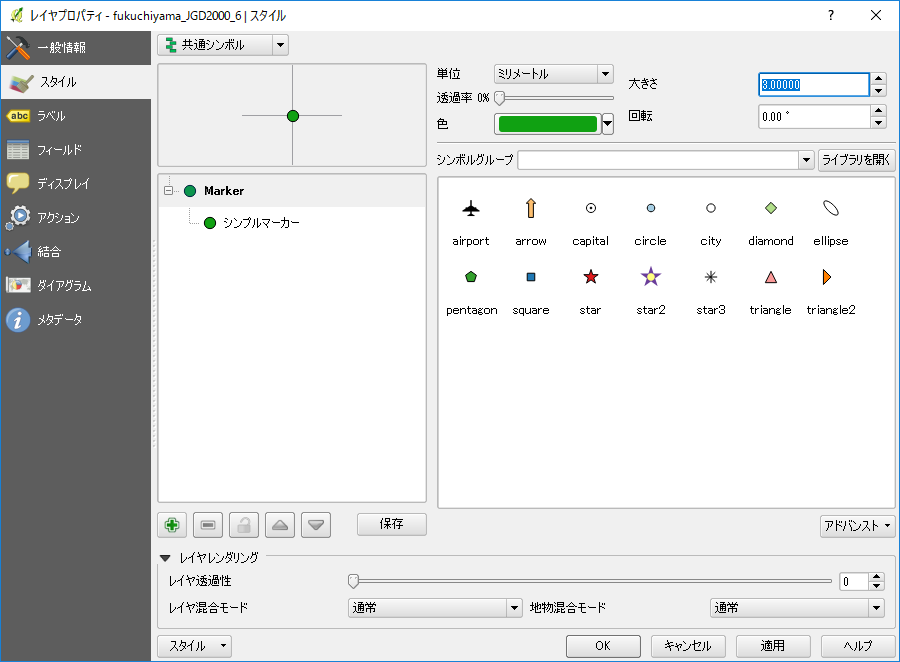 レイヤプロパティ - fukuchiyama_JGD2000_6 | スタイル
?
一般情報
スタイル
abc ラベル
フィールド
ディスプレイ
アクション
結合
ダイアグラム
i メタデータ
共通シンボル
Marker
シンプルマーカー
保存
単位 ミリメートル
透過率 0%
色
大きさ 3.00000
回転 0.00 °
シンボルグループ ライブラリを開く
airport arrow capital circle city diamond ellipse
pentagon square star star2 star3 triangle triangle2
アドバンスト
レイヤレンダリング
レイヤ透過性 0
レイヤ混合モード 通常 地物混合モード 通常
スタイル OK キャンセル 適用 ヘルプ